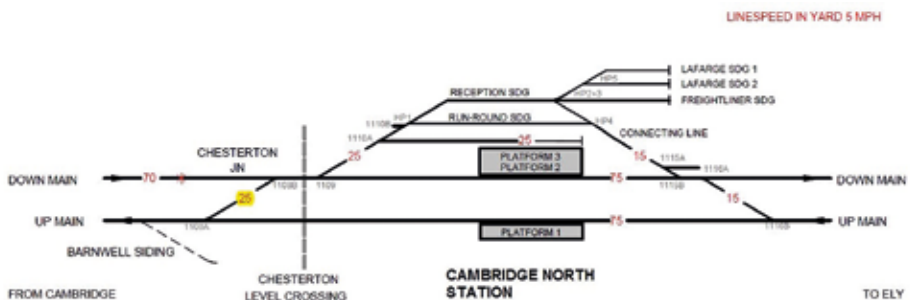 LINESPEED IN YARD 5 MPH
LAFARGE SDG 1
HP5
LAFARGE SDG 2
RECEPTION SDG
HP2+3
FREIGHTLINER SDG
1110B
HP1
RUN-ROUND SDG
HP4
1110A
CONNECTING LINE
25
CHESTERTON
JN
25
PLATFORM 3
PLATFORM 2
15
1115A
1116A
DOWN MAIN
70
1109
75
1115B
DOWN MAIN
25
15
UP MAIN
75
UP MAIN
PLATFORM 1
BARNWELL SIDING
CHESTERTON
LEVEL CROSSING
CAMBRIDGE NORTH
STATION
FROM CAMBRIDGE
TO ELY